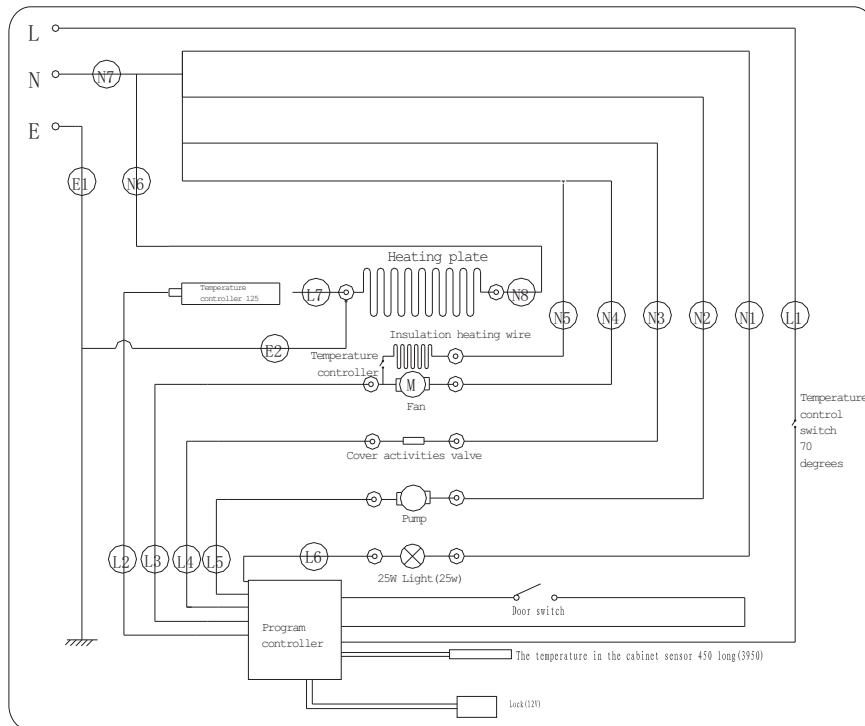 L
N
N7
E
E1
N6
Heating plate
Temperature
controller 125
L7
N8
Insulation heating wire
N5
N4
N3
N2
N1
L1
E2
Temperature
controller
M
Fan
Temperature
control
switch
70
degrees
Cover activities valve
Pump
L2
L3
L4
L5
L6
25W Light(25w)
Door switch
Program
controller
The temperature in the cabinet sensor 450 long(3950)
Lock(12V)